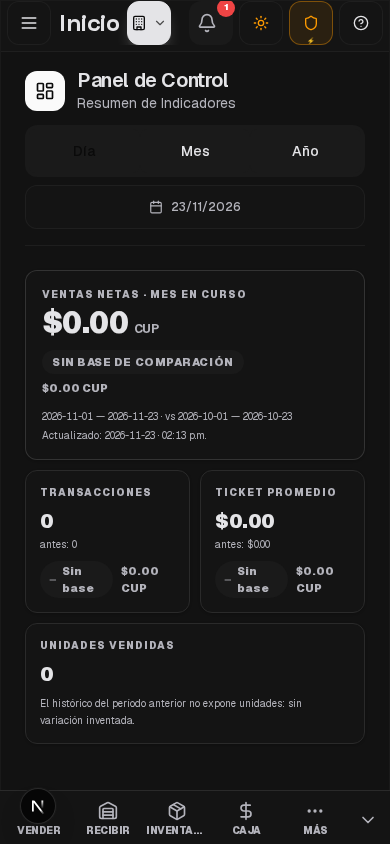 Inicio
1
Panel de Control
Resumen de Indicadores
Día Mes Año
23/11/2026
VENTAS NETAS · MES EN CURSO
$0.00 CUP
SIN BASE DE COMPARACIÓN
$0.00 CUP
2026-11-01 — 2026-11-23 · vs 2026-10-01 — 2026-10-23
Actualizado: 2026-11-23 · 02:13 p.m.
TRANSACCIONES
0
antes: 0
— Sin base
$0.00 CUP
TICKET PROMEDIO
$0.00
antes: $0.00
— Sin base
$0.00 CUP
UNIDADES VENDIDAS
0
El histórico del período anterior no expone unidades: sin
variación inventada.
N
VENDER RECIBIR INVENTA... CAJA MÁS